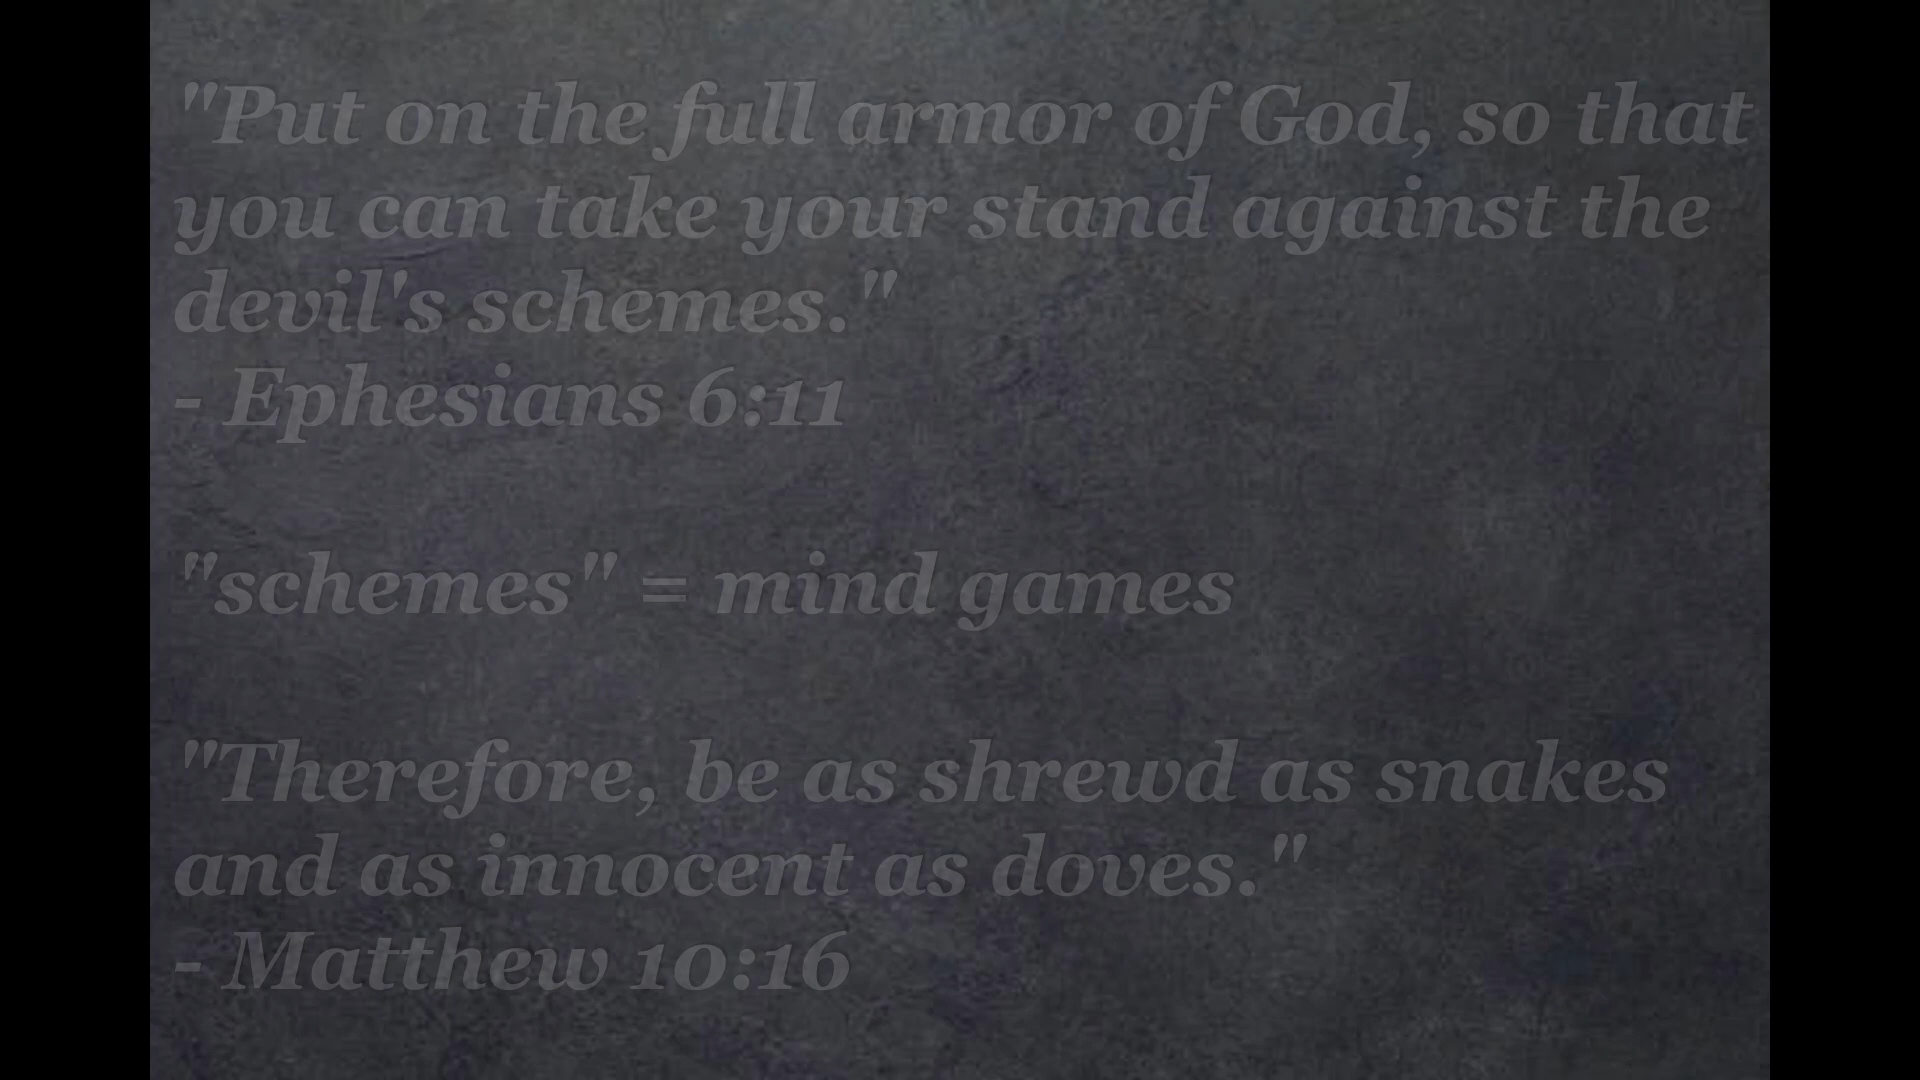 "Put on the full armor of God, so that
you can take your stand against the
devil's schemes."
- Ephesians 6:11
"schemes" = mind games
"Therefore, be as shrewd as snakes
and as innocent as doves."
- Matthew 10:16